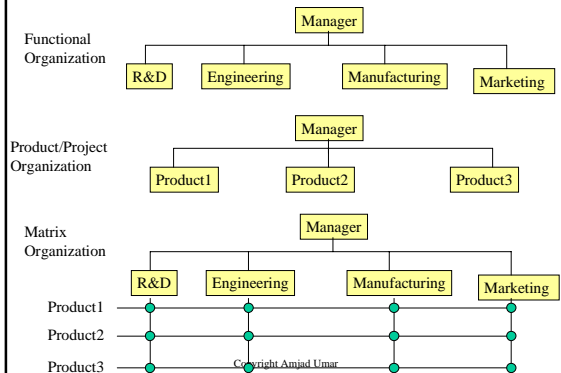 Manager
Functional
Organization
R&D Engineering Manufacturing Marketing
Manager
Product/Project
Organization
Product1 Product2 Product3
Manager
Matrix
Organization
R&D Engineering Manufacturing Marketing
Product1
Product2
Product3
Copyright Amjad Umar